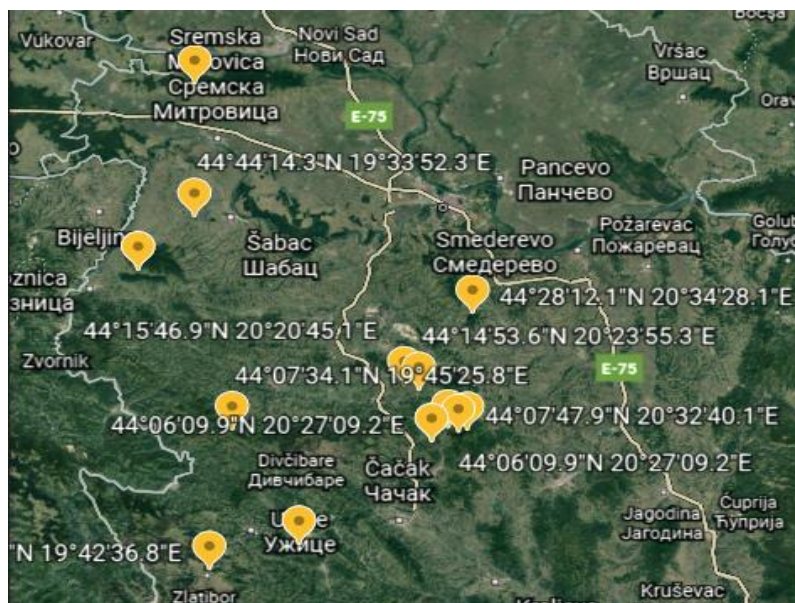 Bocșa
Vukovar
Sremska
Novi Sad
Нови Сад
Vršac
Вршац
Сремска
Митровица
E-75
44°44'14.3"N 19°33'52.3"E
Pancevo
Панчево
Požarevac
Пожаревац
Bijeljin
Šabac
Шабац
Smederevo
Смедерево
44°28'12.1"N 20°34'28.1"E
44°15'46.9"N 20°20'45.1"E
44°14'53.6"N 20°23'55.3"E
Zvornik
44°07'34.1"N 19°45'25.8"E
E-75
44°06'09.9"N 20°27'09.2"E
44°07'47.9"N 20°32'40.1"E
Divčibare
Дивчибаре
Čačak
Чачак
44°06'09.9"N 20°27'09.2"E
Jagodina
Јагодина
Ćuprija
Ћуприја
Ужице
"N 19°42'36.8"E
Zlatibor
Kruševac